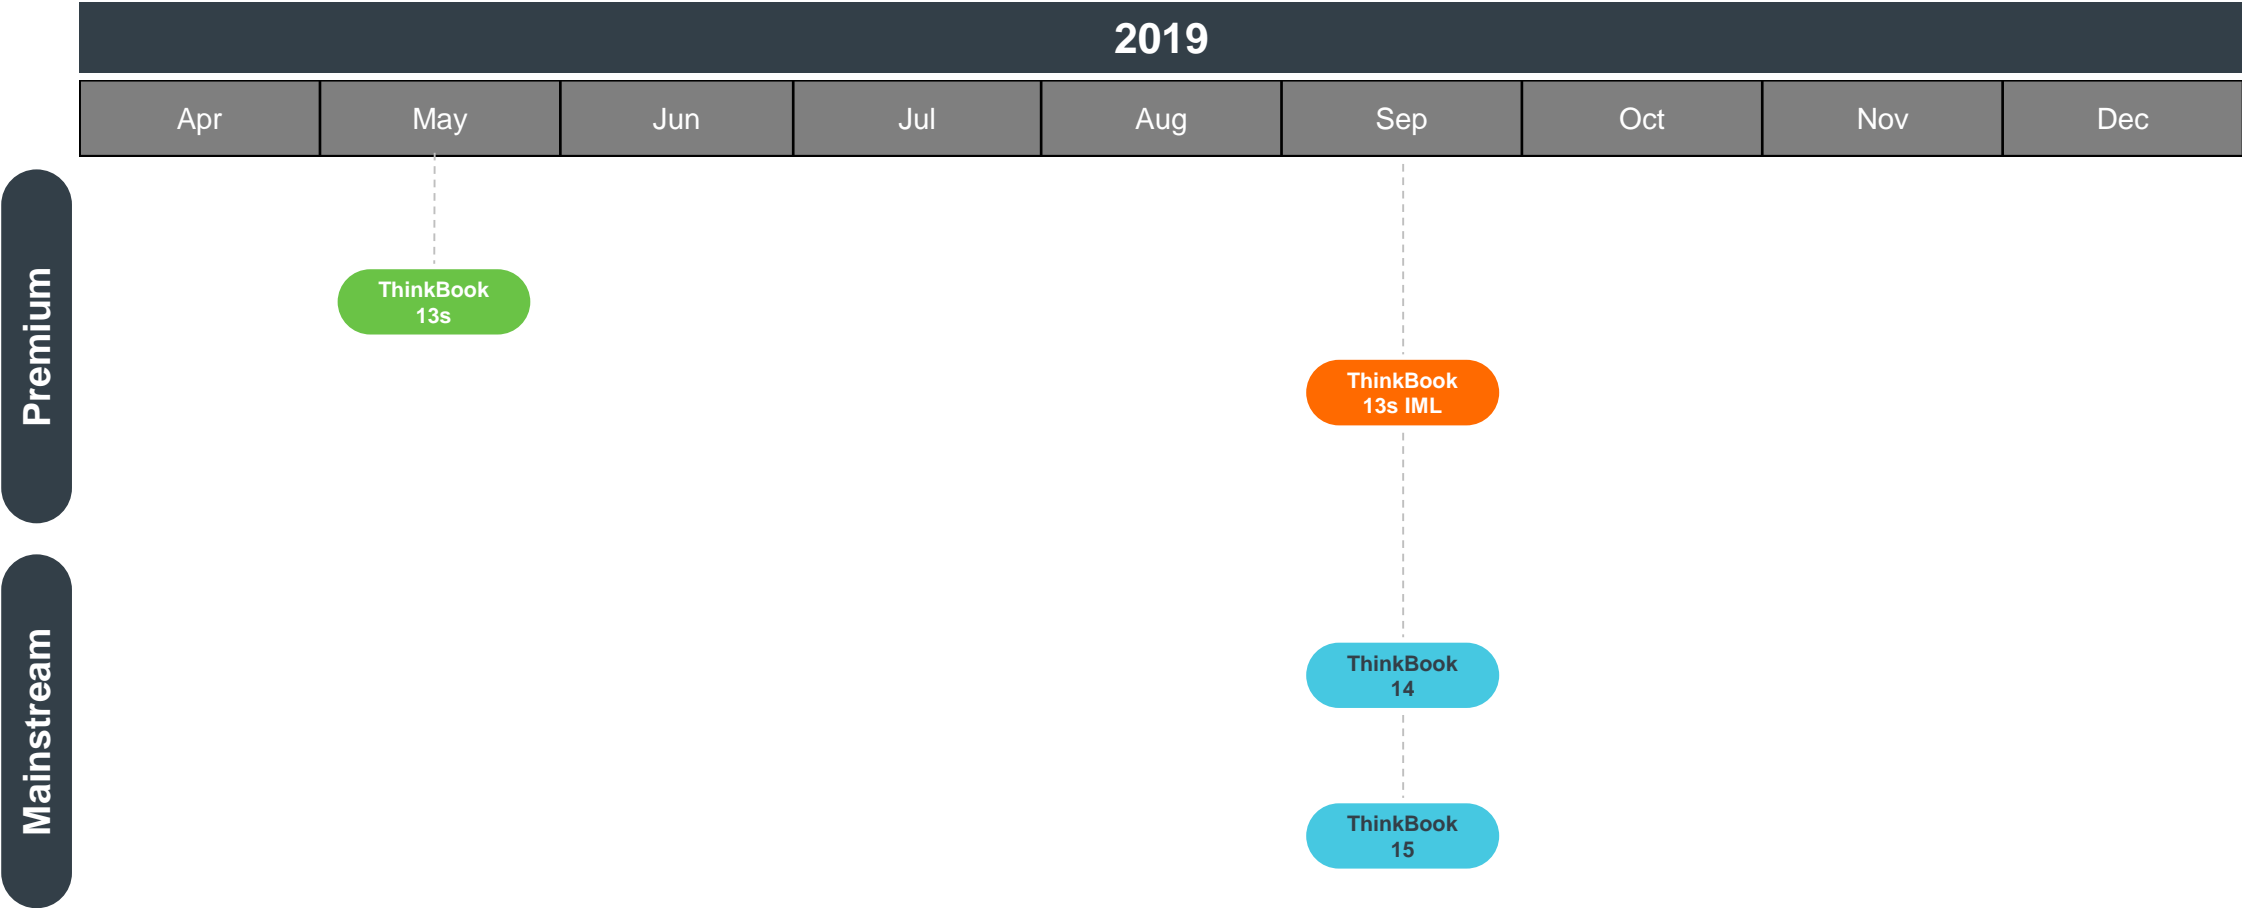 2019
Apr
May
Jun
Jul
Aug
Sep
Oct
Nov
Dec
Premium
ThinkBook
13s
ThinkBook
13s IML
Mainstream
ThinkBook
14
ThinkBook
15